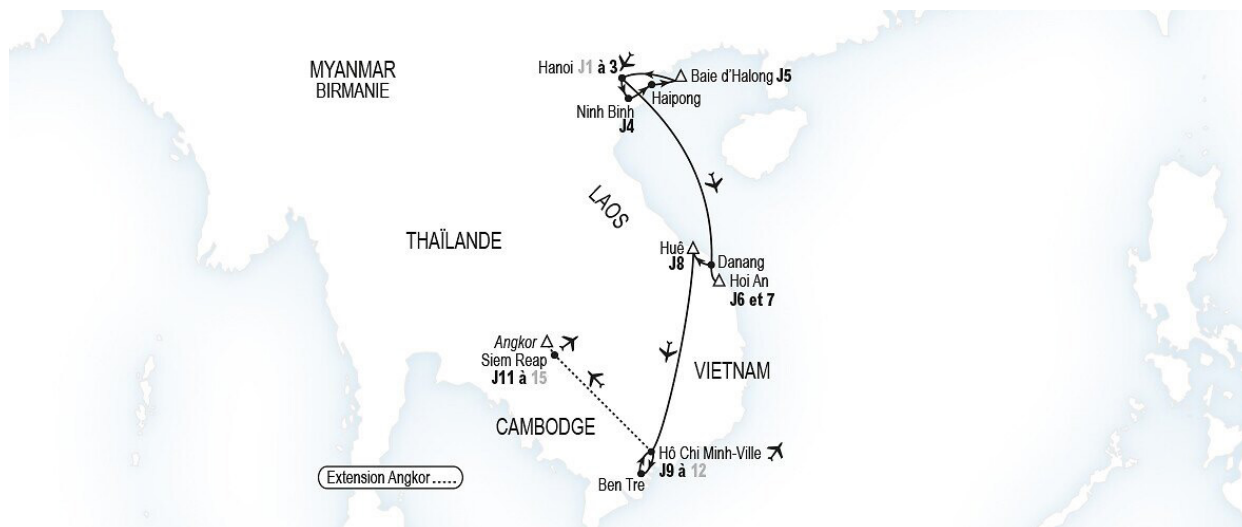 MYANMAR
BIRMANIE
Hanoi J1 à 3
Baie d'Halong J5
Haipong
Ninh Binh
J4
LAOS
THAÏLANDE
Huê
J8
Danang
Hoi An
J6 et 7
Angkor
Siem Reap
J11 à 15
VIETNAM
CAMBODGE
Hô Chi Minh-Ville
J9 à 12
Extension Angkor.....
Ben Tre